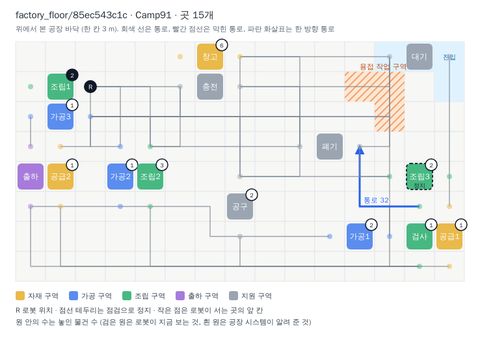 factory_floor/85ec543c1c · Camp91 · 곳 15개
위에서 본 공장 바닥 (한 칸 3 m). 회색 선은 통로, 빨간 점선은 막힌 통로, 파란 화살표는 한 방향 통로
창고 6
대기
진입
용접 작업 구역
조립1 2
R
충전
가공3 1
폐기
출하
공급2 1
가공2 1
조립2 3
조립3 2
정지
공구 2
통로 32
가공1 2
검사 1
공급1 1
자재 구역
가공 구역
조립 구역
출하 구역
지원 구역
R 로봇 위치 · 점선 테두리는 점검으로 정지 · 작은 점은 로봇이 서는 곳의 앞 칸
원 안의 수는 놓인 물건 수 (검은 원은 로봇이 지금 보는 것, 흰 원은 공장 시스템이 알려 준 것)